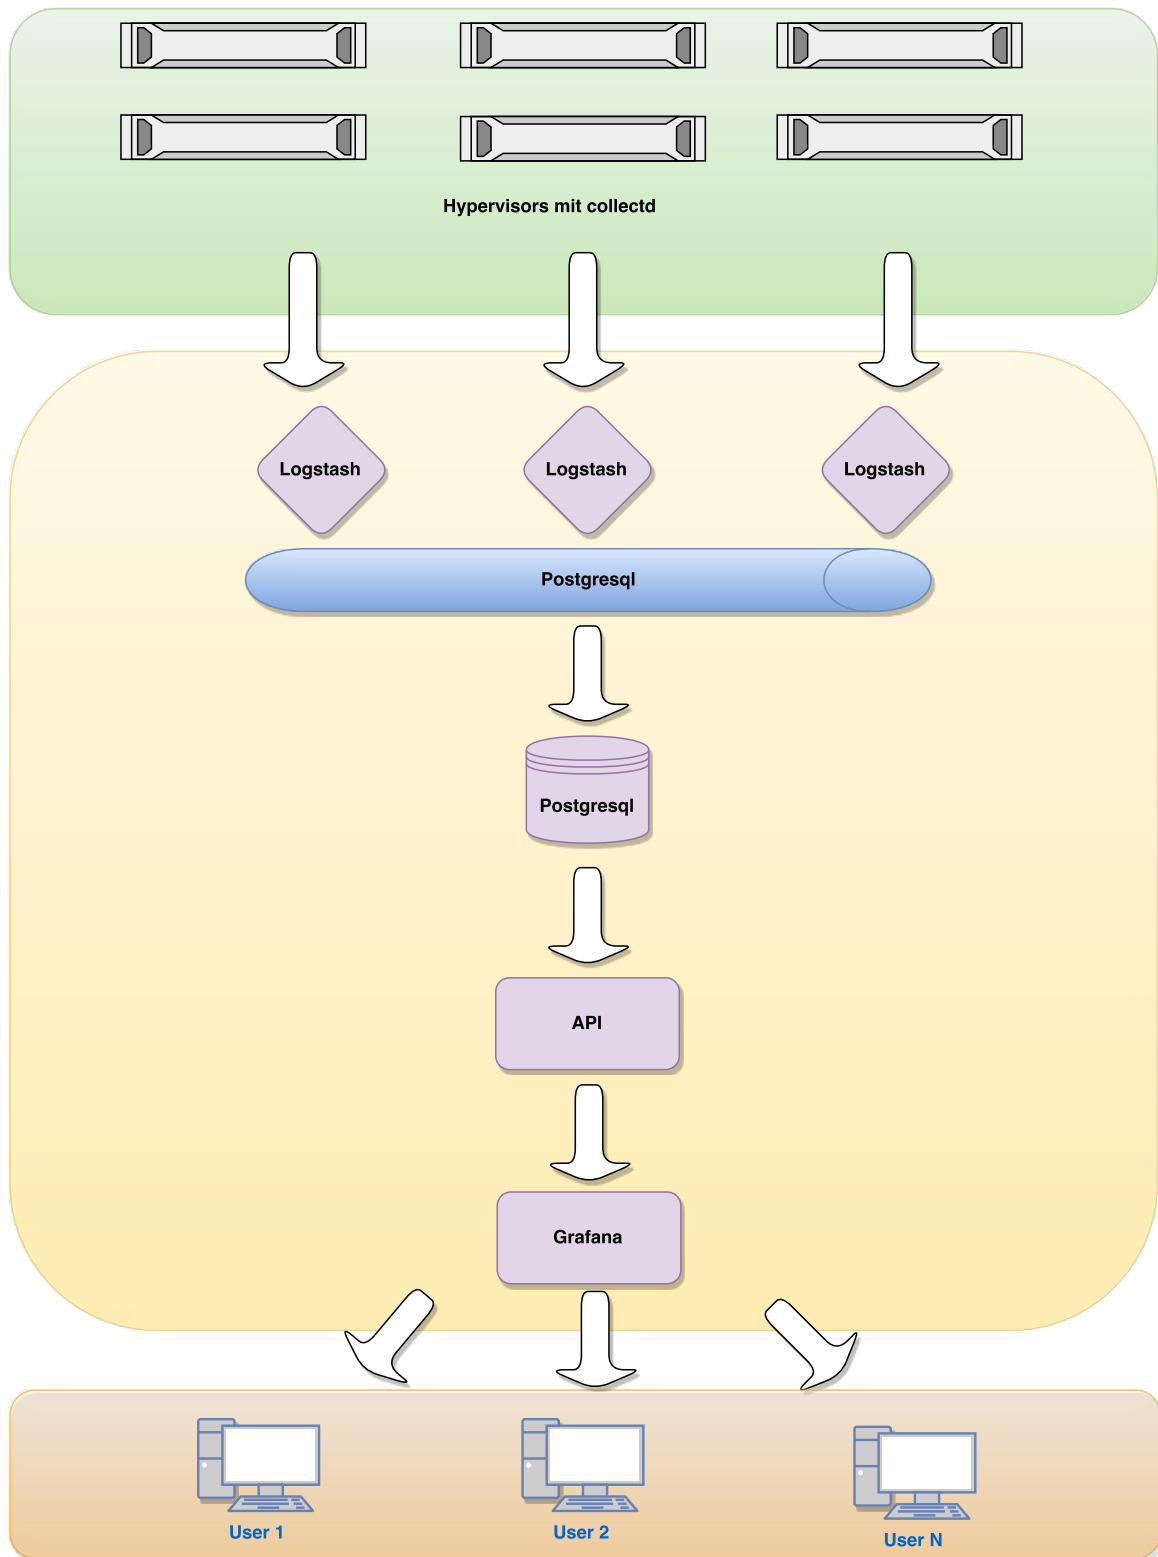 Hypervisors mit collectd
Logstash
Logstash
Logstash
Postgresql
Postgresql
API
Grafana
User 1
User 2
User N